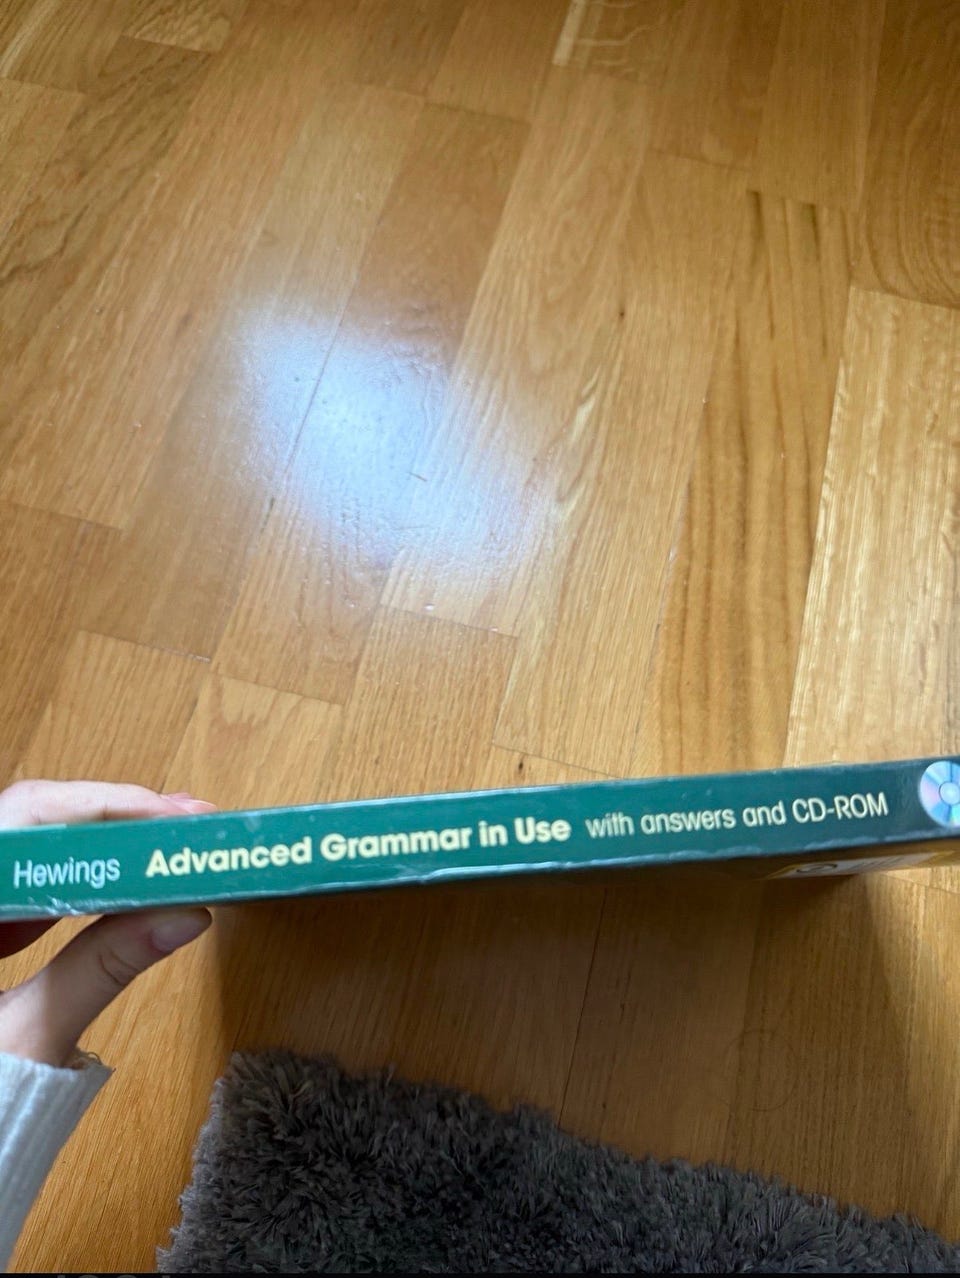 Hewings Advanced Grammar in Use with answers and CD-ROM